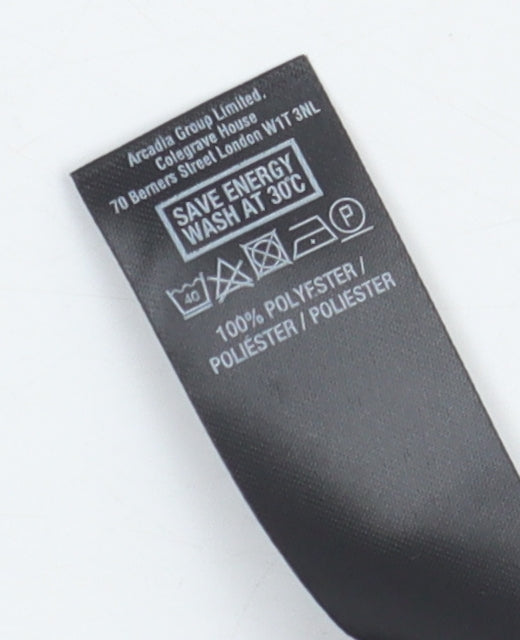 Arcadia Group Limited.
Colegrave House
70 Berners Street London W1T 3NL
SAVE ENERGY
WASH AT 30°C
40 P
100% POLYESTER /
POLIÉSTER / POLIESTER